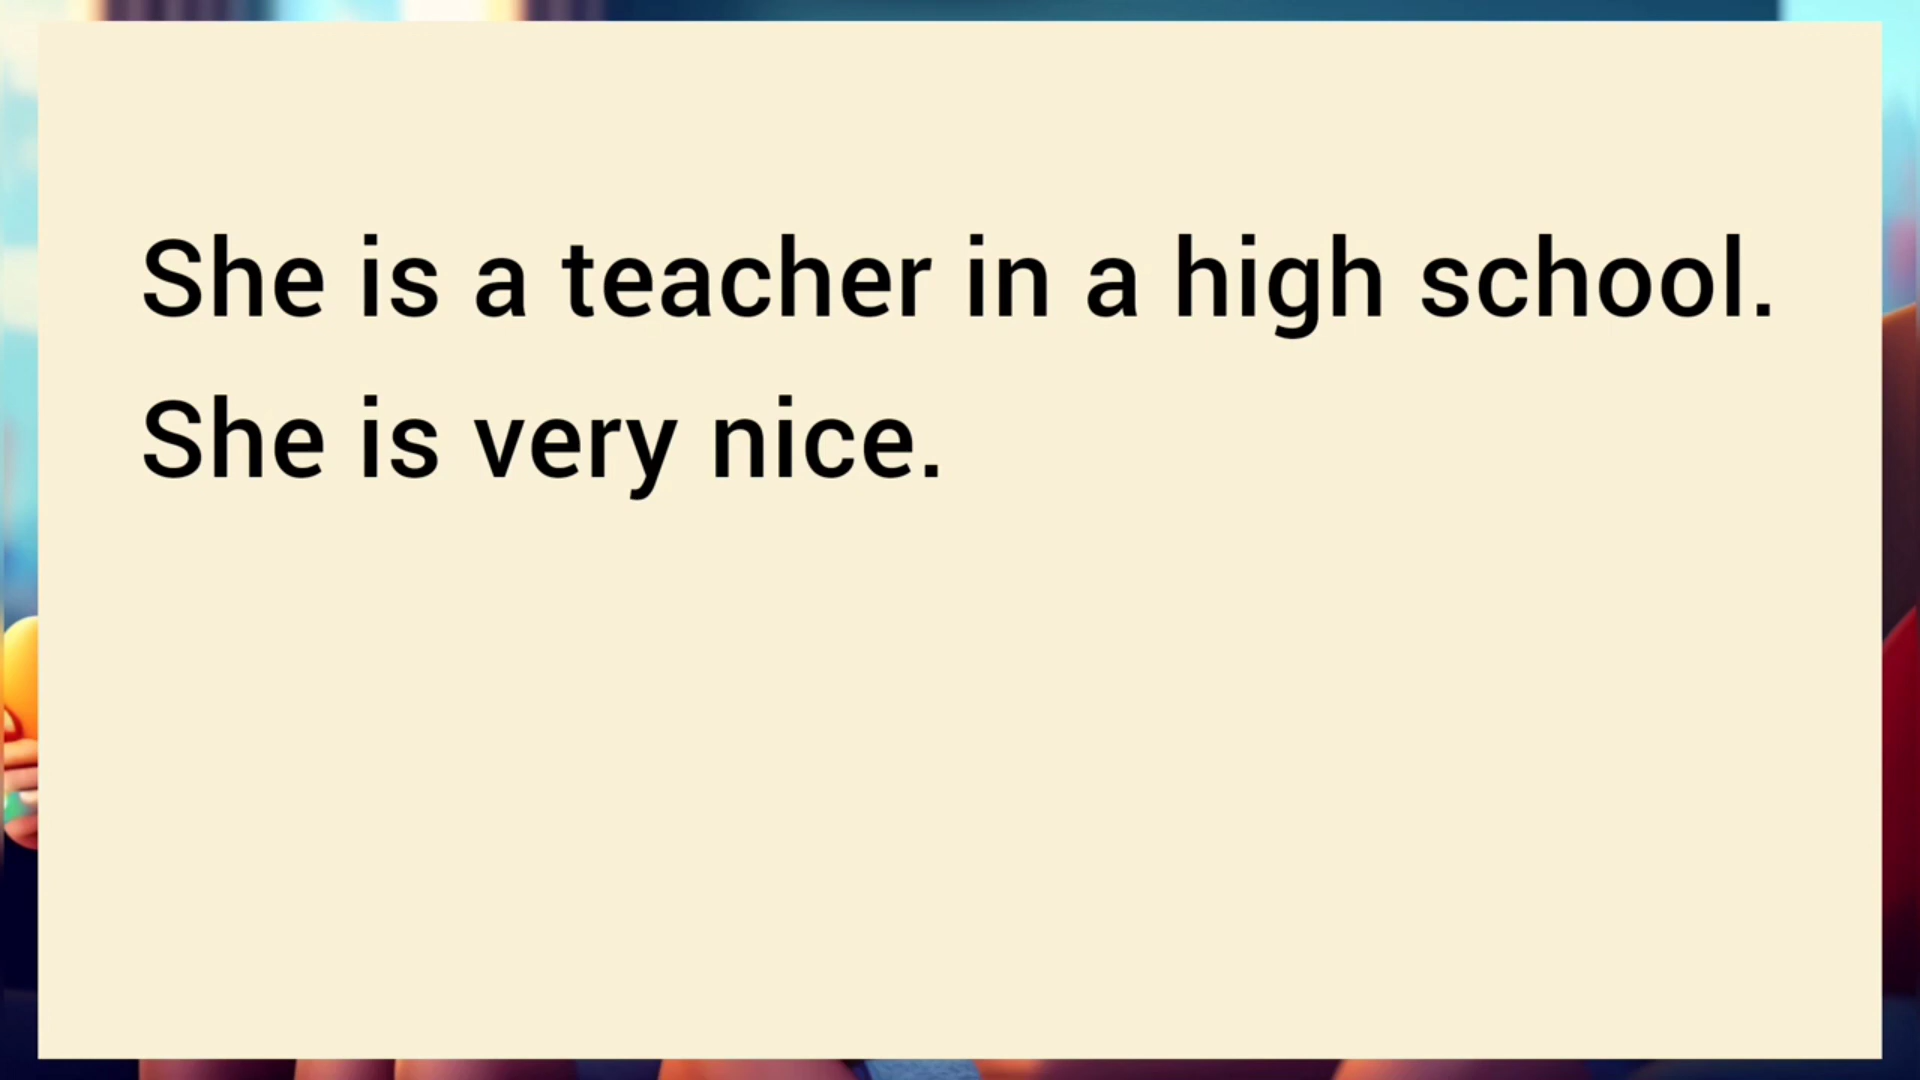 She is a teacher in a high school.
She is very nice.